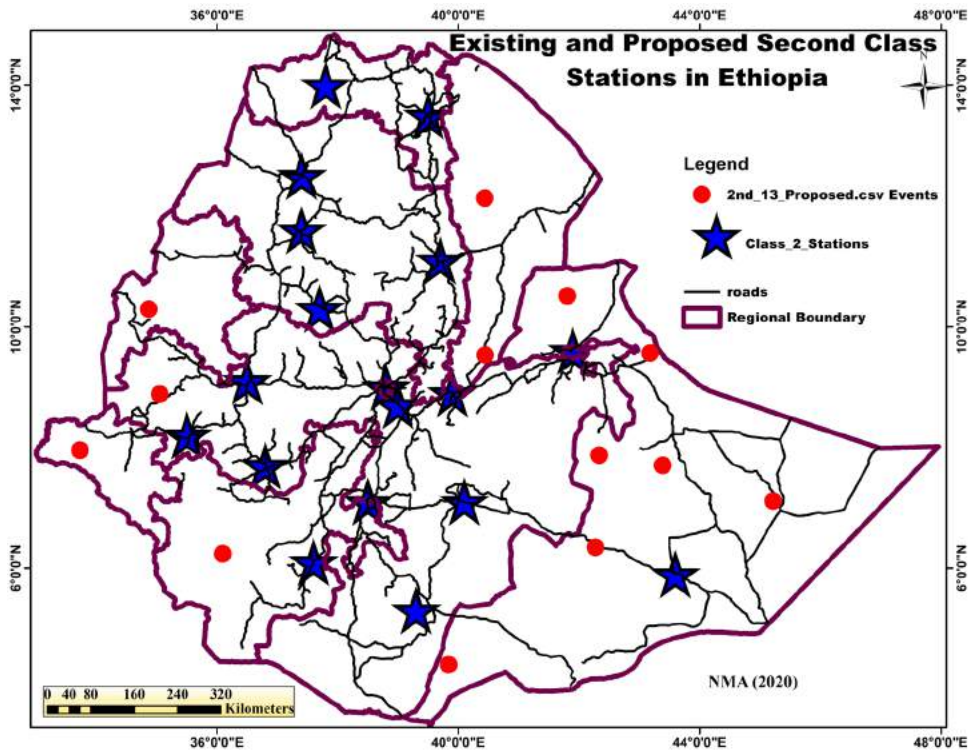 36°0'0"E 40°0'0"E 44°0'0"E 48°0'0"E
Existing and Proposed Second Class
Stations in Ethiopia
N
14°0'0"N
14°0'0"N
Legend
2nd_13_Proposed.csv Events
Class_2_Stations
roads
Regional Boundary
10°0'0"N
10°0'0"N
6°0'0"N
6°0'0"N
NMA (2020)
0 20 40 80 160 240 320
Kilometers
36°0'0"E 40°0'0"E 44°0'0"E 48°0'0"E